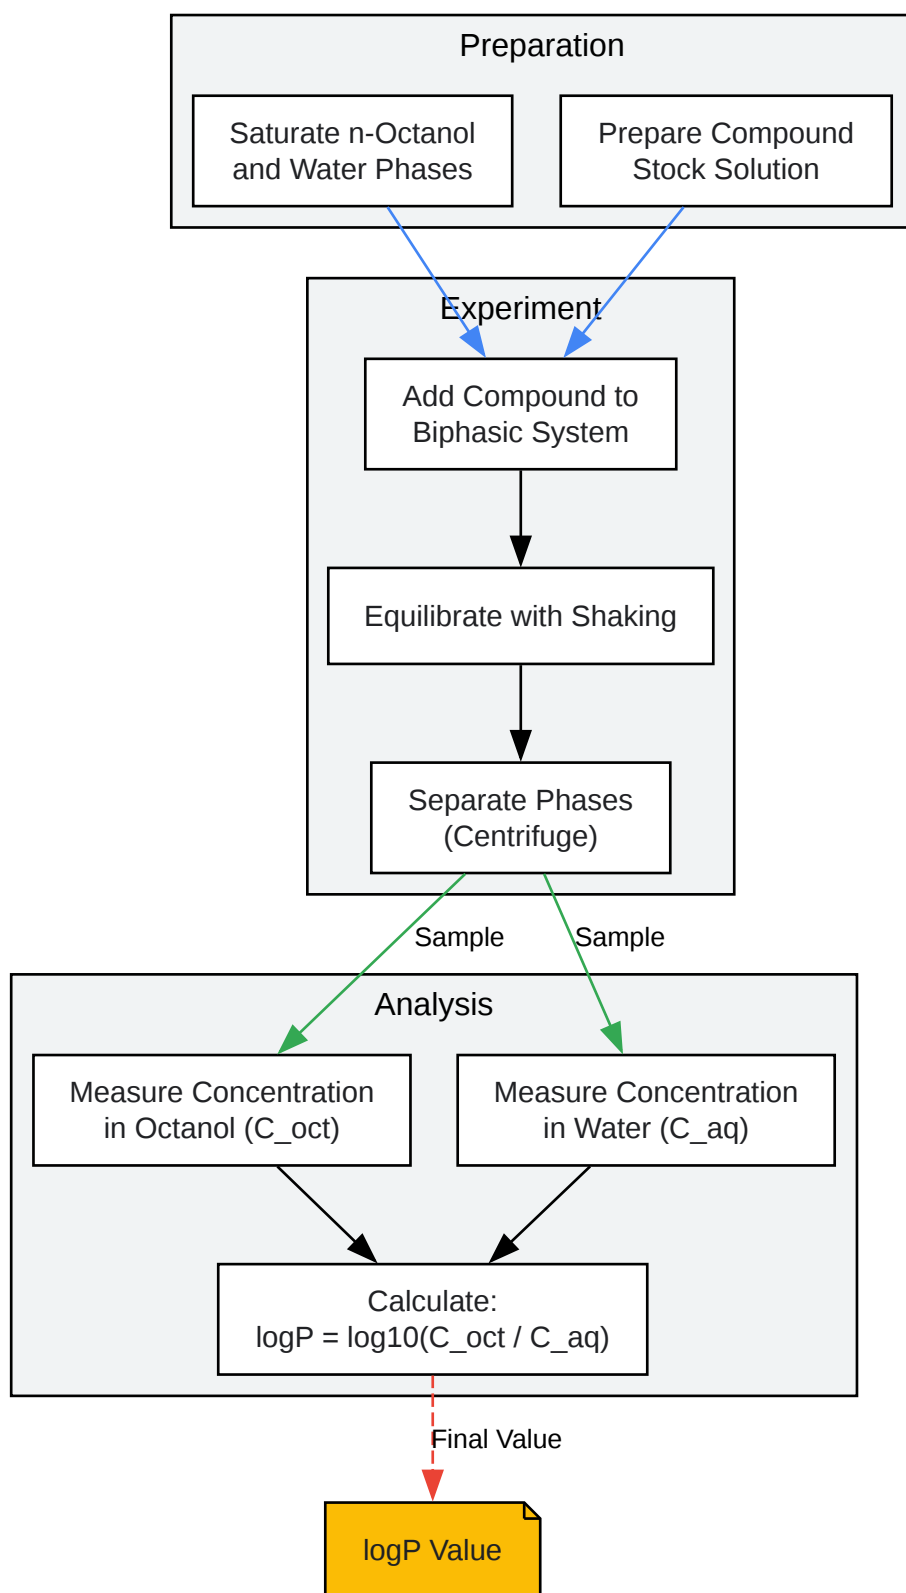 Preparation
Saturate n-Octanol
and Water Phases
Prepare Compound
Stock Solution
Experiment
Add Compound to
Biphasic System
Equilibrate with Shaking
Separate Phases
(Centrifuge)
Sample
Sample
Analysis
Measure Concentration
in Octanol (C_oct)
Measure Concentration
in Water (C_aq)
Calculate:
logP = log10(C_oct / C_aq)
Final Value
logP Value